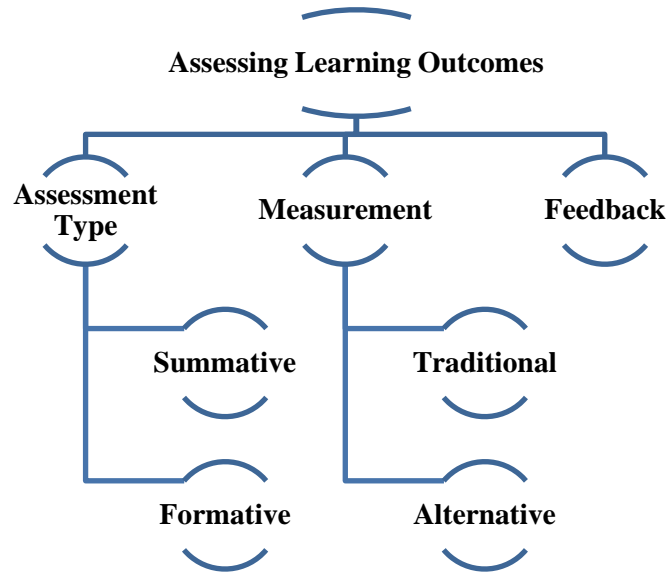 Assessing Learning Outcomes
Assessment
Type
Measurement
Feedback
Summative
Traditional
Formative
Alternative